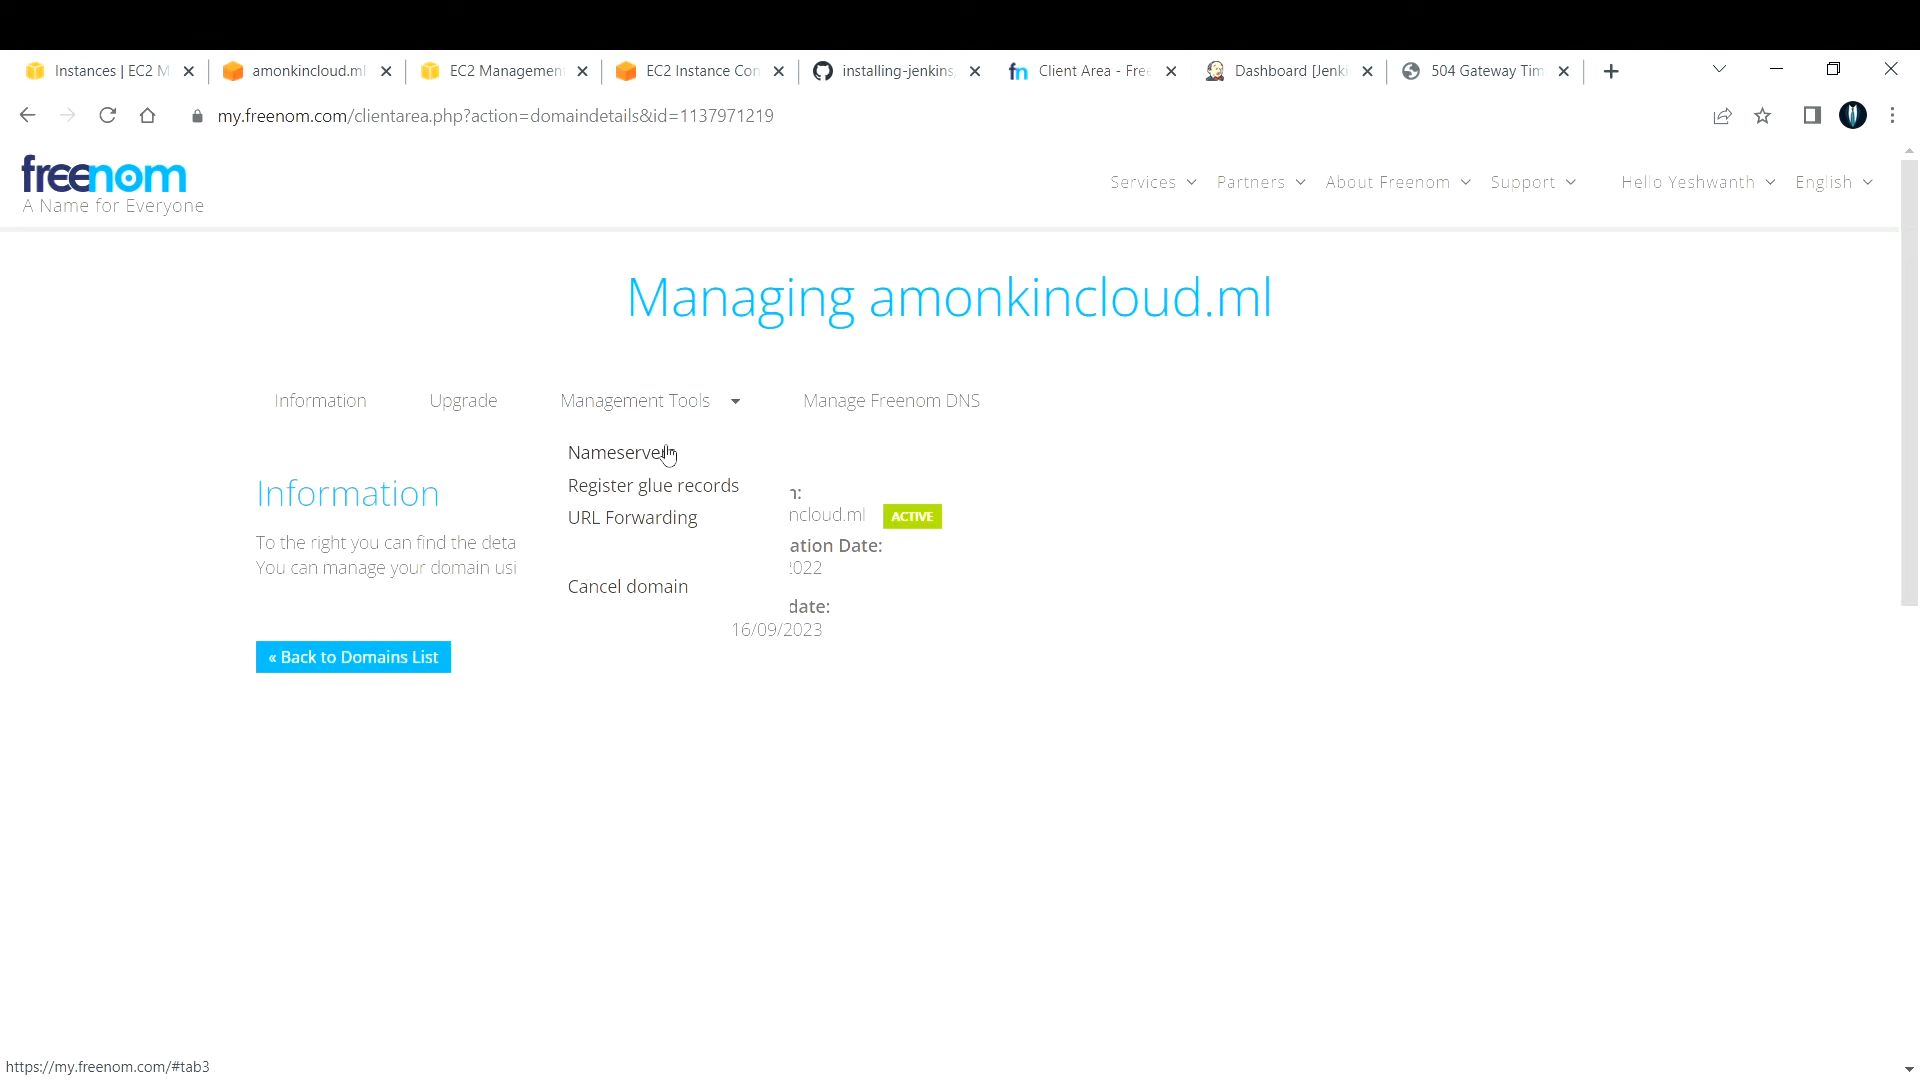 Instances | EC2 M
amonkincloud.ml
EC2 Managemen
EC2 Instance Con
installing-jenkins
Client Area - Free
Dashboard [Jenki
504 Gateway Tim
my.freenom.com/clientarea.php?action=domaindetails&id=1137971219
freenom
A Name for Everyone
Services
Partners
About Freenom
Support
Hello Yeshwanth
English
Managing amonkincloud.ml
Information
Upgrade
Management Tools
Manage Freenom DNS
Nameserve
Register glue records
URL Forwarding
Cancel domain
Information
To the right you can find the deta
You can manage your domain usi
n:
ncloud.ml
ACTIVE
ation Date:
2022
date:
16/09/2023
« Back to Domains List
https://my.freenom.com/#tab3